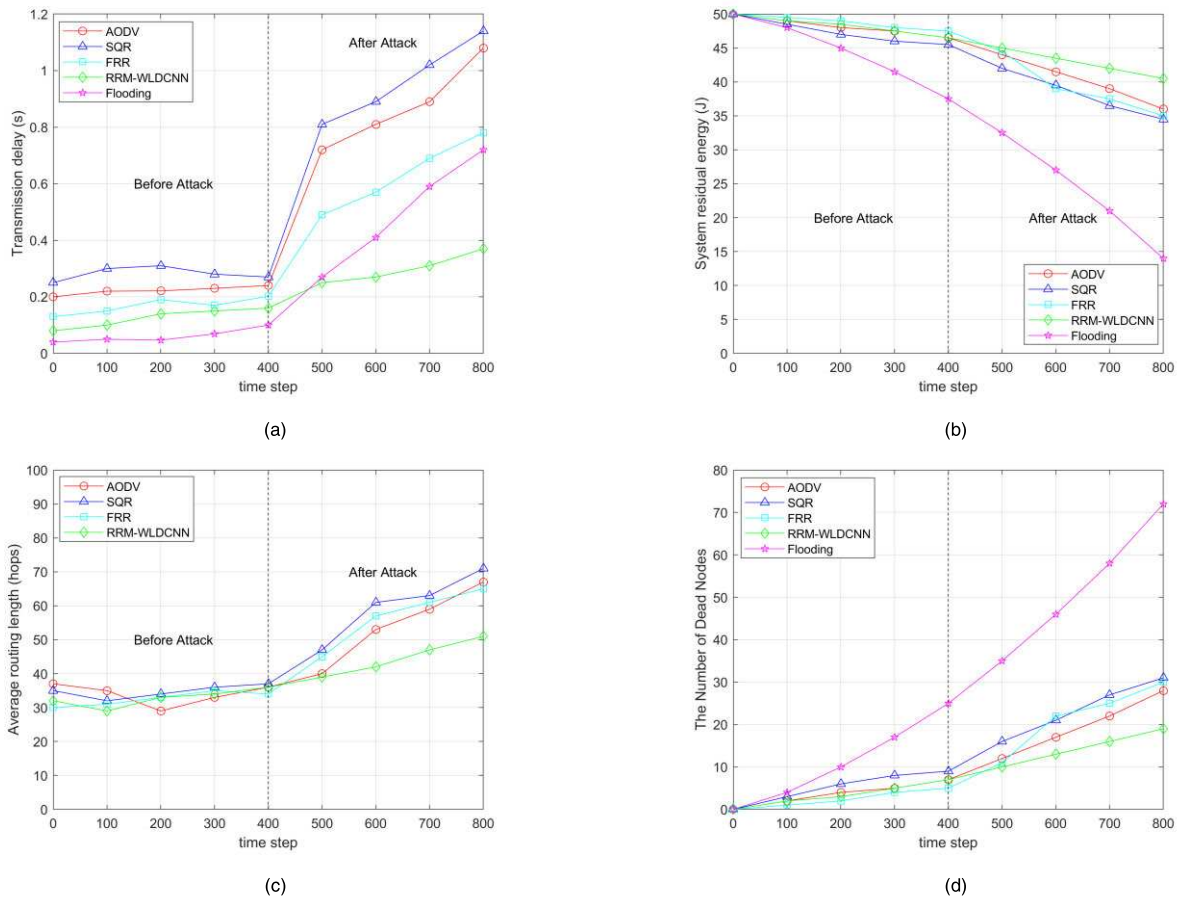 1.2
1
0.8
0.6
0.4
0.2
0
Transmission delay (s)
AODV
SQR
FRR
RRM-WLDCNN
Flooding
Before Attack
After Attack
0 100 200 300 400 500 600 700 800
time step
(a)
50
45
40
35
30
25
20
15
10
5
0
System residual energy (J)
Before Attack
After Attack
AODV
SQR
FRR
RRM-WLDCNN
Flooding
0 100 200 300 400 500 600 700 800
time step
(b)
100
90
80
70
60
50
40
30
20
10
0
Average routing length (hops)
AODV
SQR
FRR
RRM-WLDCNN
Before Attack
After Attack
0 100 200 300 400 500 600 700 800
time step
(c)
80
70
60
50
40
30
20
10
0
The Number of Dead Nodes
AODV
SQR
FRR
RRM-WLDCNN
Flooding
0 100 200 300 400 500 600 700 800
time step
(d)